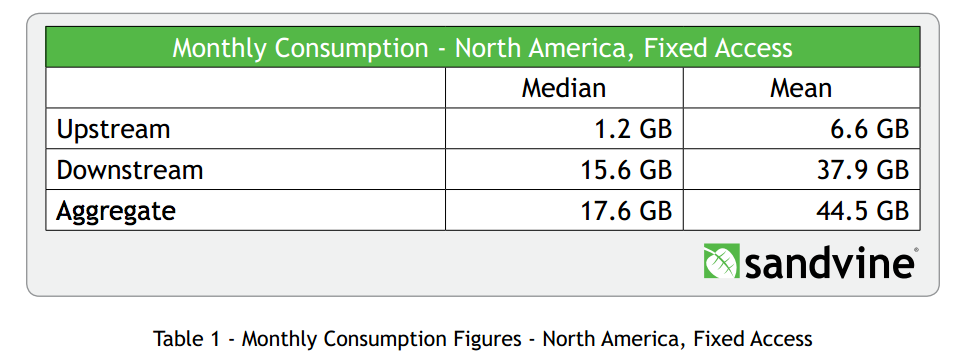 Monthly Consumption - North America, Fixed Access
Median Mean
Upstream 1.2 GB 6.6 GB
Downstream 15.6 GB 37.9 GB
Aggregate 17.6 GB 44.5 GB
sandvine®
Table 1 - Monthly Consumption Figures - North America, Fixed Access